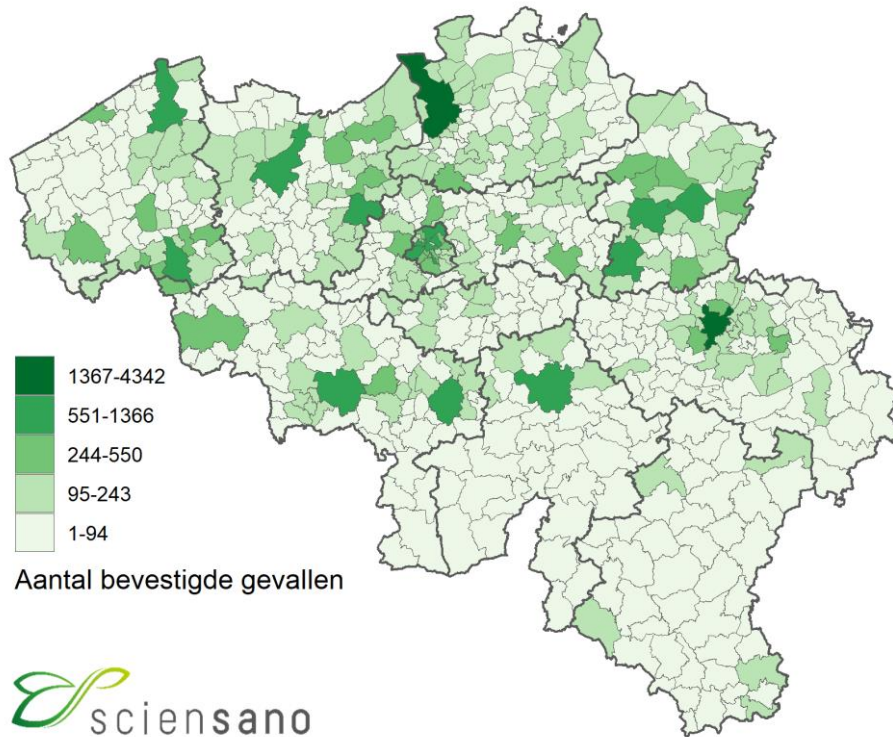 1367-4342
551-1366
244-550
95-243
1-94
Aantal bevestigde gevallen
sciensano